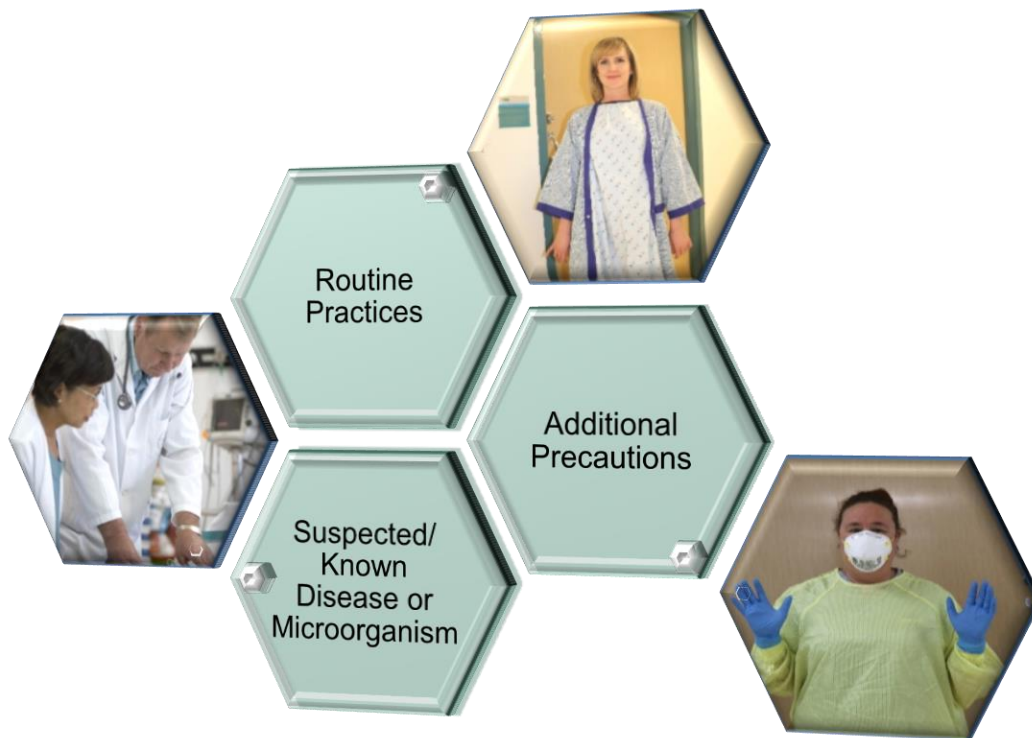 Routine
Practices
Additional
Precautions
Suspected/
Known
Disease or
Microorganism